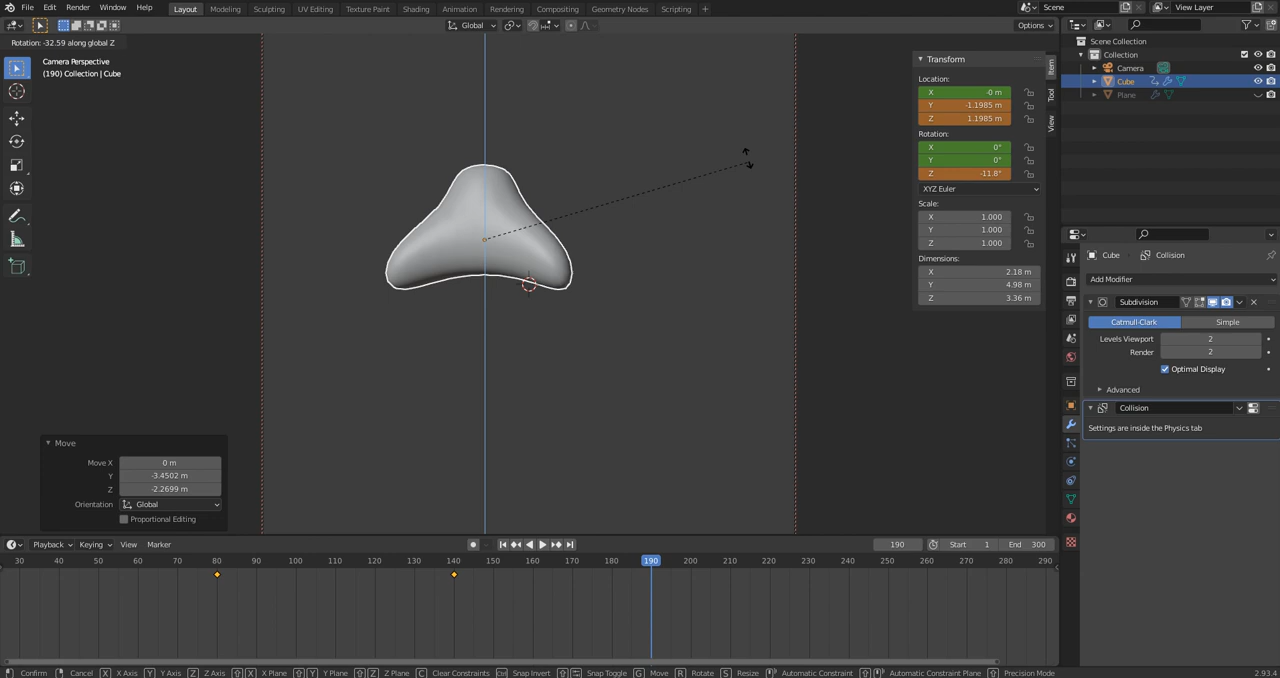 File Edit Render Window Help Layout Modeling Sculpting UV Editing Texture Paint Shading Animation Rendering Compositing Geometry Nodes Scripting Scene View Layer
Global Options
Rotation: -32.59 along global Z
Camera Perspective
(190) Collection | Cube
Transform
Location:
X -0 m
Y -1.1985 m
Z 1.1985 m
Rotation:
X 0°
Y 0°
Z -11.8°
XYZ Euler
Scale:
X 1.000
Y 1.000
Z 1.000
Dimensions:
X 2.18 m
Y 4.98 m
Z 3.36 m
Item
Tool
View
Scene Collection
Collection
Camera
Cube
Plane
Cube Collision
Add Modifier
Subdivision
Catmull-Clark Simple
Levels Viewport 2
Render 2
Optimal Display
Advanced
Collision
Settings are inside the Physics tab
Move
Move X 0 m
Y -3.4502 m
Z -2.2699 m
Orientation Global
Proportional Editing
Playback Keying View Marker 190 Start 1 End 300
30 40 50 60 70 80 90 100 110 120 130 140 150 160 170 180 190 200 210 220 230 240 250 260 270 280 290
Confirm Cancel X X Axis Y Y Axis Z Z Axis X X Plane Y Y Plane Z Z Plane C Clear Constraints Ctrl Snap Invert Snap Toggle G Move R Rotate S Resize Automatic Constraint Automatic Constraint Plane Precision Mode 2.93.4